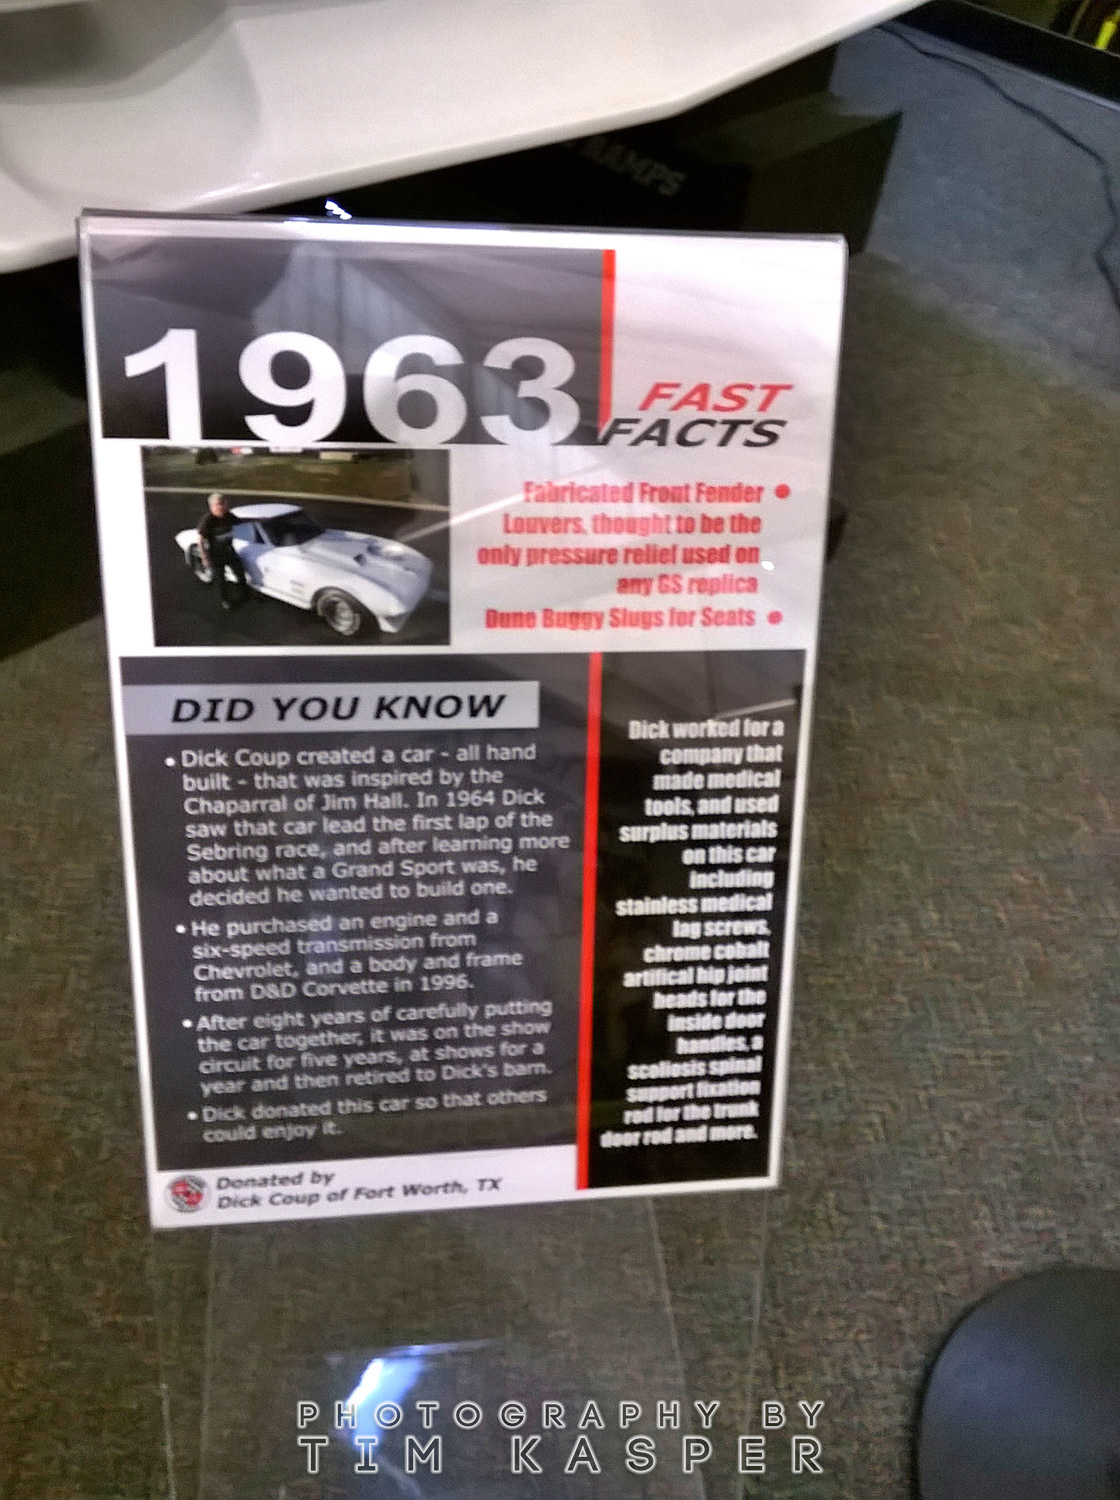 RAMPS
1963
FAST
FACTS
Fabricated Front Fender •
Louvers, thought to be the
only pressure relief used on
any GS replica
Dune Buggy Slugs for Seats •
DID YOU KNOW
• Dick Coup created a car - all hand
built - that was inspired by the
Chaparral of Jim Hall. In 1964 Dick
saw that car lead the first lap of the
Sebring race, and after learning more
about what a Grand Sport was, he
decided he wanted to build one.
• He purchased an engine and a
six-speed transmission from
Chevrolet, and a body and frame
from D&D Corvette in 1996.
• After eight years of carefully putting
the car together, it was on the show
circuit for five years, at shows for a
year and then retired to Dick's barn.
• Dick donated this car so that others
could enjoy it.
Dick worked for a
company that
made medical
tools, and used
surplus materials
on this car
including
stainless medical
lag screws,
chrome cobalt
artifical hip joint
heads for the
inside door
handles, a
scoliosis spinal
support fixation
rod for the trunk
door rod and more.
Donated by
Dick Coup of Fort Worth, TX
PHOTOGRAPHY BY
TIM KASPER